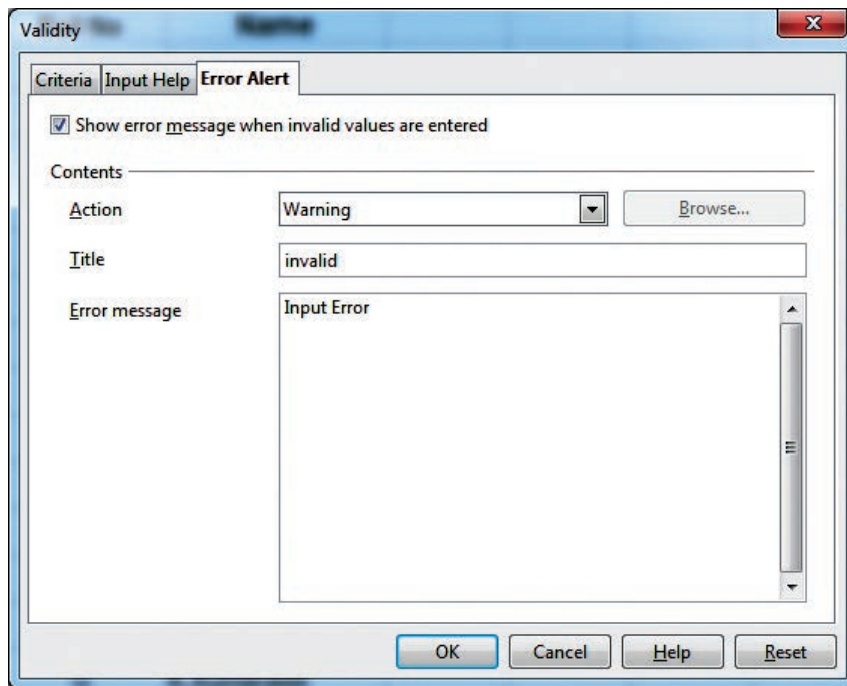 Validity
Name
Criteria Input Help Error Alert
Show error message when invalid values are entered
Contents
Action Warning Browse...
Title invalid
Error message Input Error
OK Cancel Help Reset